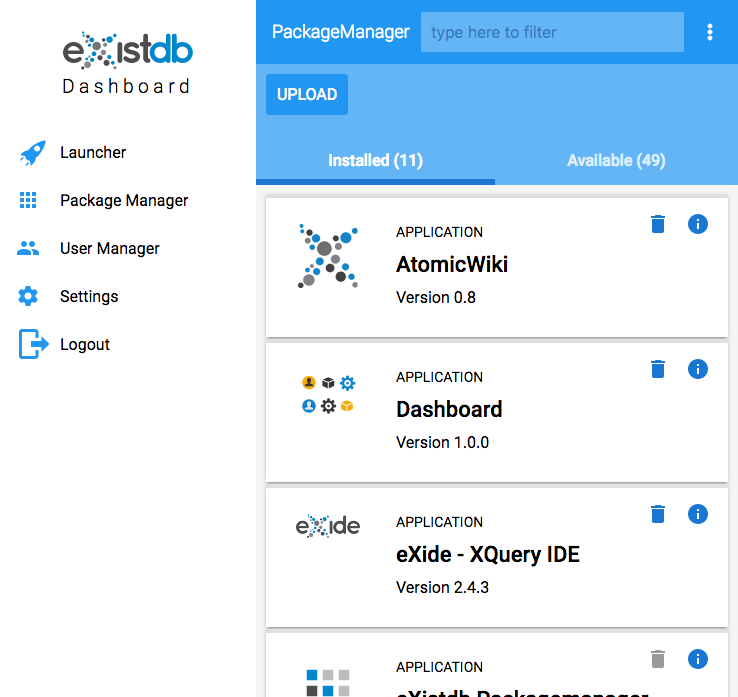 existdb
Dashboard
Launcher
Package Manager
User Manager
Settings
Logout
PackageManager
type here to filter
UPLOAD
Installed (11)
Available (49)
APPLICATION
AtomicWiki
Version 0.8
APPLICATION
Dashboard
Version 1.0.0
eXide
APPLICATION
eXide - XQuery IDE
Version 2.4.3
APPLICATION
eXistdb Packagemanager